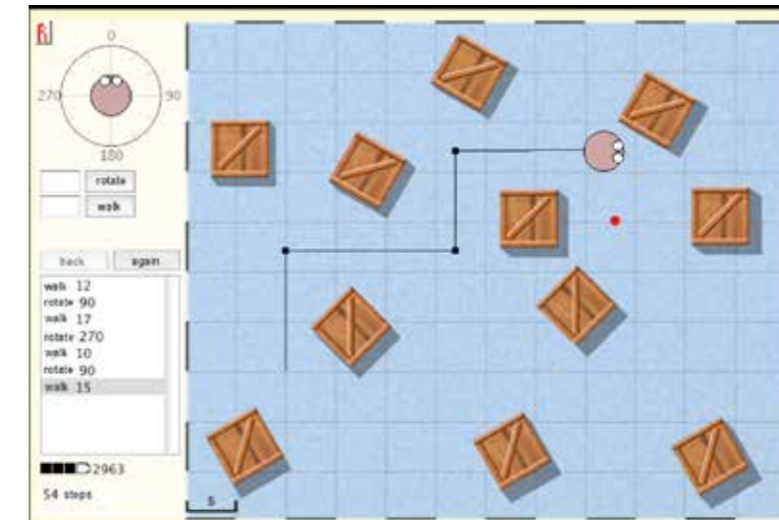 0
270
90
180
rotate
walk
back again
walk 12
rotate 90
walk 17
rotate 270
walk 10
rotate 90
walk 15
2963
54 steps
5